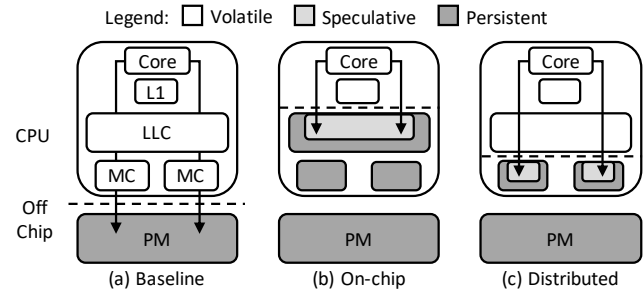 Legend: Volatile Speculative Persistent
Core Core Core
L1
CPU LLC
MC MC
Off
Chip
PM PM PM
(a) Baseline (b) On-chip (c) Distributed